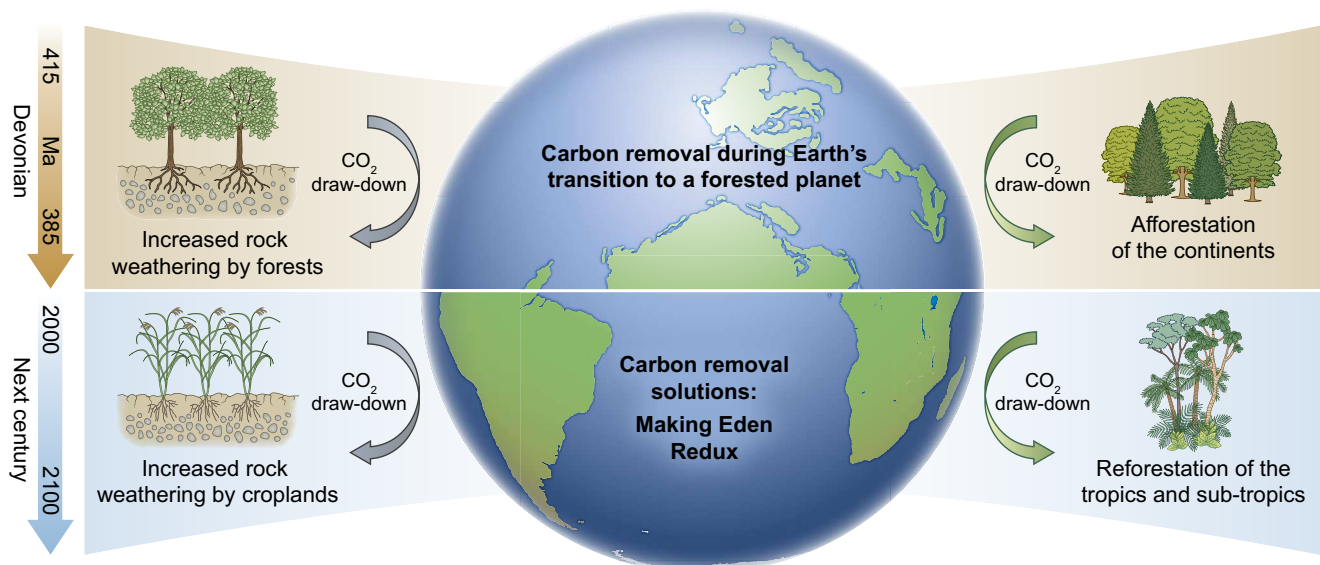 415
Ma
385
Devonian
Increased rock
weathering by forests
CO₂
draw-down
Carbon removal during Earth's
transition to a forested planet
CO₂
draw-down
Afforestation
of the continents
2000
2100
Next century
Increased rock
weathering by croplands
CO₂
draw-down
Carbon removal
solutions:
Making Eden
Redux
CO₂
draw-down
Reforestation of the
tropics and sub-tropics